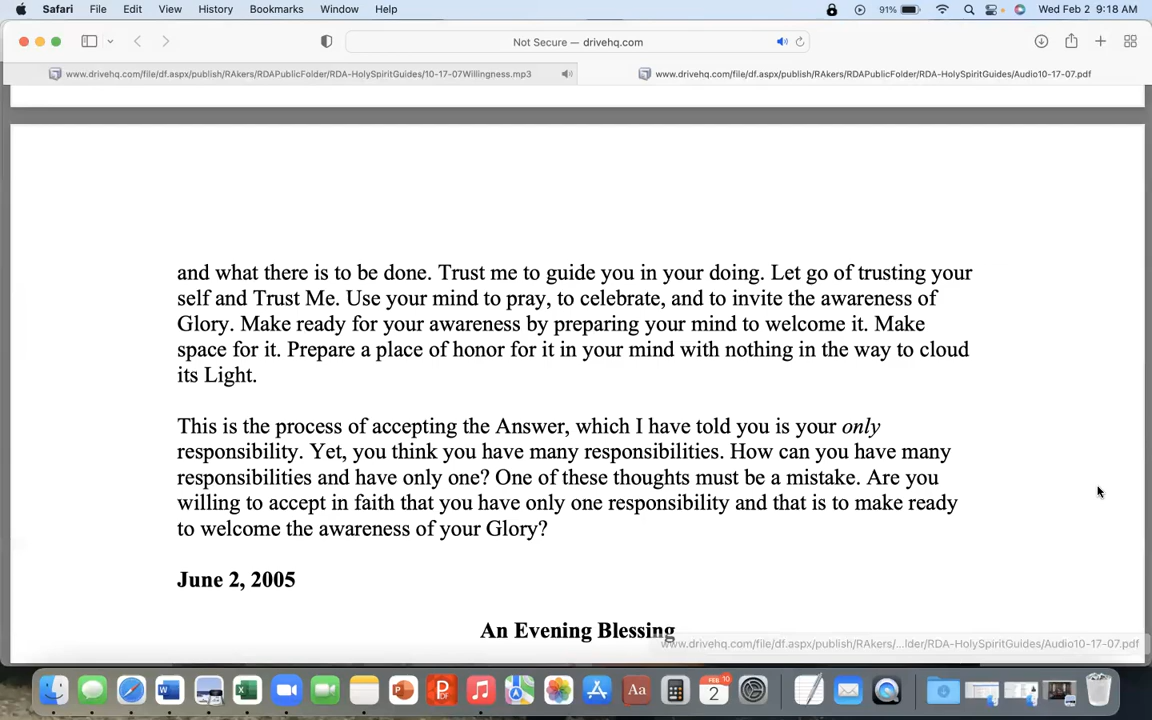 Safari File Edit View History Bookmarks Window Help 91% Wed Feb 2 9:18 AM
Not Secure — drivehq.com
www.drivehq.com/file/df.aspx/publish/RAkers/RDAPublicFolder/RDA-HolySpiritGuides/10-17-07Willingness.mp3
www.drivehq.com/file/df.aspx/publish/RAkers/RDAPublicFolder/RDA-HolySpiritGuides/Audio10-17-07.pdf
and what there is to be done. Trust me to guide you in your doing. Let go of trusting your
self and Trust Me. Use your mind to pray, to celebrate, and to invite the awareness of
Glory. Make ready for your awareness by preparing your mind to welcome it. Make
space for it. Prepare a place of honor for it in your mind with nothing in the way to cloud
its Light.
This is the process of accepting the Answer, which I have told you is your only
responsibility. Yet, you think you have many responsibilities. How can you have many
responsibilities and have only one? One of these thoughts must be a mistake. Are you
willing to accept in faith that you have only one responsibility and that is to make ready
to welcome the awareness of your Glory?
June 2, 2005
An Evening Blessing
www.drivehq.com/file/df.aspx/publish/RAkers/...lder/RDA-HolySpiritGuides/Audio10-17-07.pdf
FEB
2
Aa